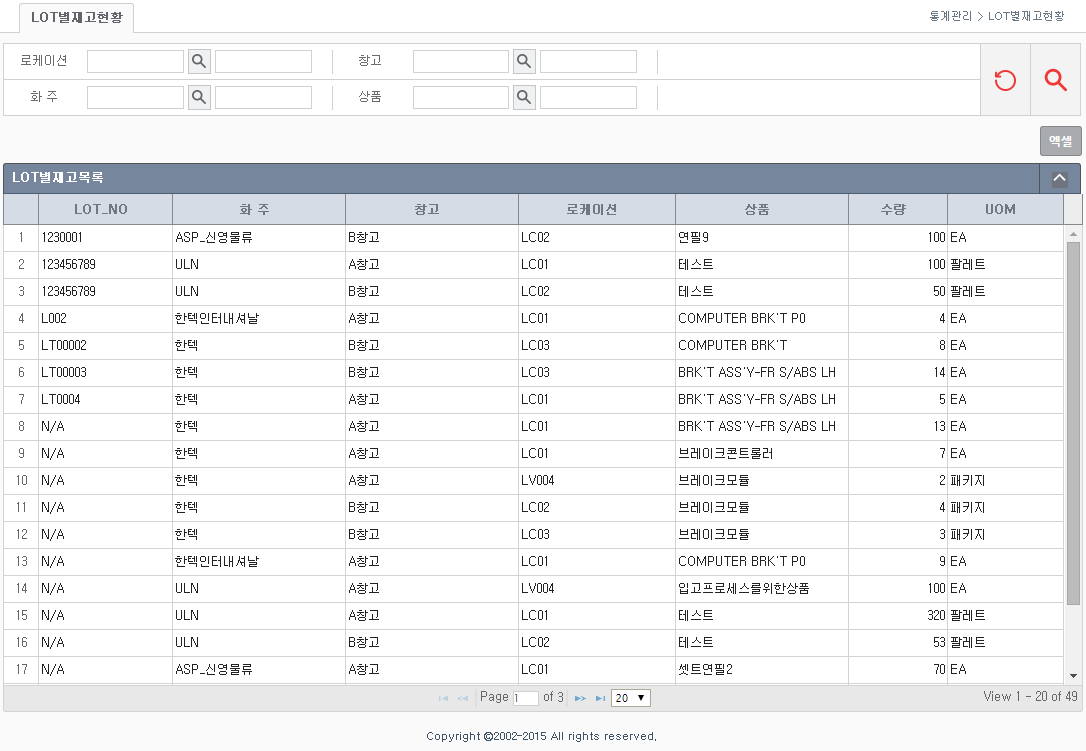 LOT별재고현황
통계관리 > LOT별재고현황
로케이션 창고
화 주 상품
엑셀
LOT별재고목록
LOT_NO 화 주 창고 로케이션 상품 수량 UOM
1 1230001 ASP_신영물류 B창고 LC02 연필9 100 EA
2 123456789 ULN A창고 LC01 테스트 100 팔레트
3 123456789 ULN B창고 LC02 테스트 50 팔레트
4 L002 한텍인터내셔날 A창고 LC01 COMPUTER BRK'T P0 4 EA
5 LT00002 한텍 B창고 LC03 COMPUTER BRK'T 8 EA
6 LT00003 한텍 B창고 LC03 BRK'T ASS'Y-FR S/ABS LH 14 EA
7 LT0004 한텍 A창고 LC01 BRK'T ASS'Y-FR S/ABS LH 5 EA
8 N/A 한텍 A창고 LC01 BRK'T ASS'Y-FR S/ABS LH 13 EA
9 N/A 한텍 A창고 LC01 브레이크콘트롤러 7 EA
10 N/A 한텍 A창고 LV004 브레이크모듈 2 패키지
11 N/A 한텍 B창고 LC02 브레이크모듈 4 패키지
12 N/A 한텍 B창고 LC03 브레이크모듈 3 패키지
13 N/A 한텍인터내셔날 A창고 LC01 COMPUTER BRK'T P0 9 EA
14 N/A ULN A창고 LV004 입고프로세스를위한상품 100 EA
15 N/A ULN A창고 LC01 테스트 320 팔레트
16 N/A ULN B창고 LC02 테스트 53 팔레트
17 N/A ASP_신영물류 A창고 LC01 셋트연필2 70 EA
Page 1 of 3 20 View 1 - 20 of 49
Copyright ©2002-2015 All rights reserved.